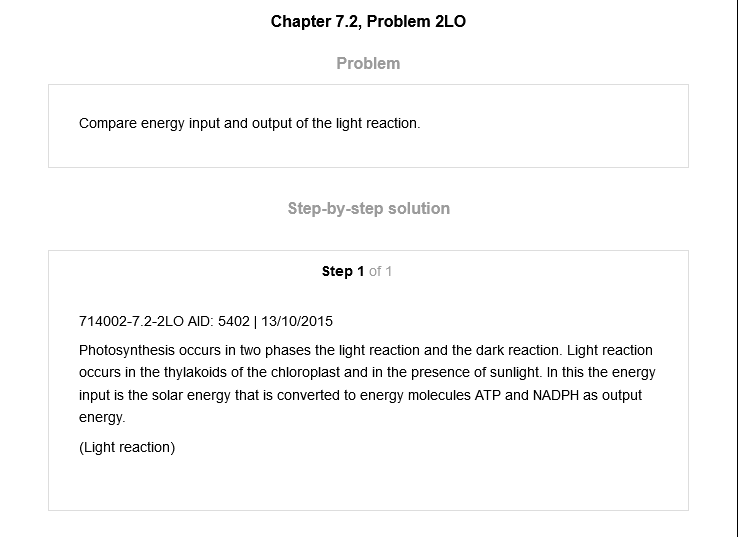 Chapter 7.2, Problem 2LO
Problem
Compare energy input and output of the light reaction.
Step-by-step solution
Step 1 of 1
714002-7.2-2LO AID: 5402 | 13/10/2015
Photosynthesis occurs in two phases the light reaction and the dark reaction. Light reaction
occurs in the thylakoids of the chloroplast and in the presence of sunlight. In this the energy
input is the solar energy that is converted to energy molecules ATP and NADPH as output
energy.
(Light reaction)